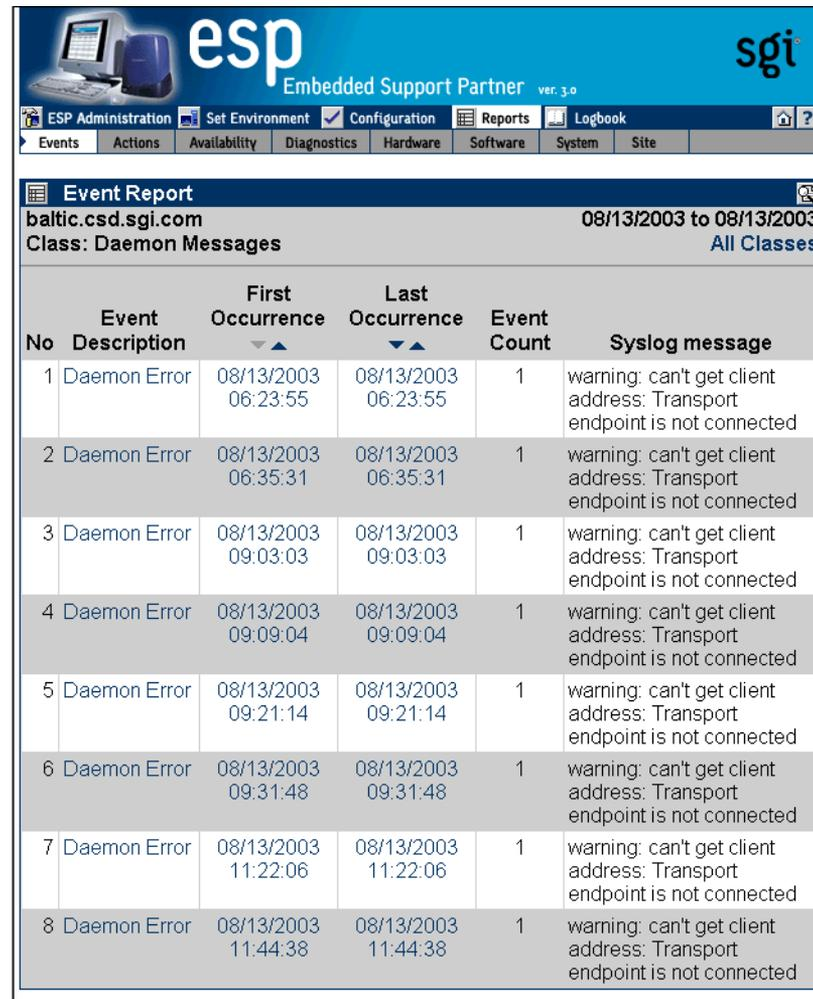 esp
Embedded Support Partner ver. 3.0
sgi
ESP Administration Set Environment Configuration Reports Logbook ?
Events Actions Availability Diagnostics Hardware Software System Site
Event Report
baltic.csd.sgi.com 08/13/2003 to 08/13/2003
Class: Daemon Messages All Classes
First Last
Event Occurrence Occurrence Event
No Description Count Syslog message
1 Daemon Error 08/13/2003 08/13/2003 1 warning: can't get client
06:23:55 06:23:55 address: Transport
endpoint is not connected
2 Daemon Error 08/13/2003 08/13/2003 1 warning: can't get client
06:35:31 06:35:31 address: Transport
endpoint is not connected
3 Daemon Error 08/13/2003 08/13/2003 1 warning: can't get client
09:03:03 09:03:03 address: Transport
endpoint is not connected
4 Daemon Error 08/13/2003 08/13/2003 1 warning: can't get client
09:09:04 09:09:04 address: Transport
endpoint is not connected
5 Daemon Error 08/13/2003 08/13/2003 1 warning: can't get client
09:21:14 09:21:14 address: Transport
endpoint is not connected
6 Daemon Error 08/13/2003 08/13/2003 1 warning: can't get client
09:31:48 09:31:48 address: Transport
endpoint is not connected
7 Daemon Error 08/13/2003 08/13/2003 1 warning: can't get client
11:22:06 11:22:06 address: Transport
endpoint is not connected
8 Daemon Error 08/13/2003 08/13/2003 1 warning: can't get client
11:44:38 11:44:38 address: Transport
endpoint is not connected